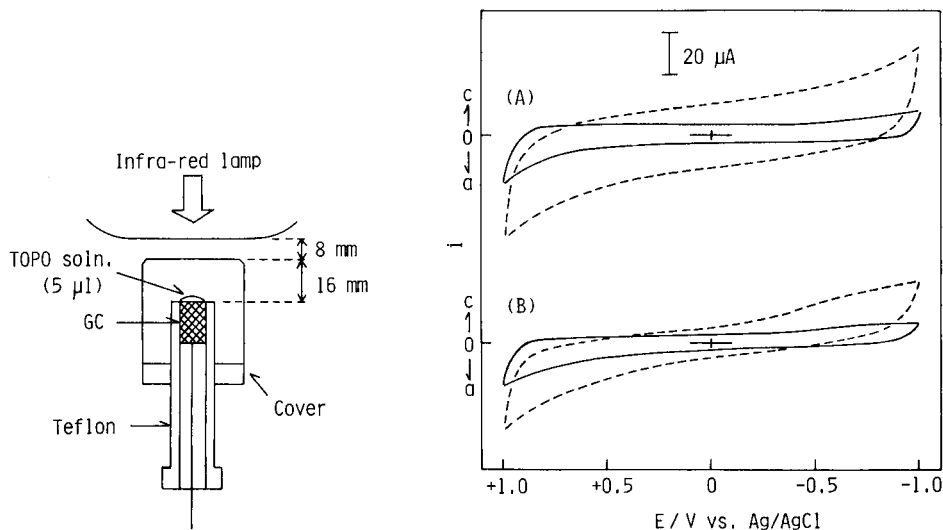 Infra-red lamp
8 mm
TOPO soln.
(5 µl)
16 mm
GC
Cover
Teflon
20 µA
(A)
c
0
a
i
(B)
c
0
a
+1.0
+0.5
0
-0.5
-1.0
E / V vs. Ag/AgCl